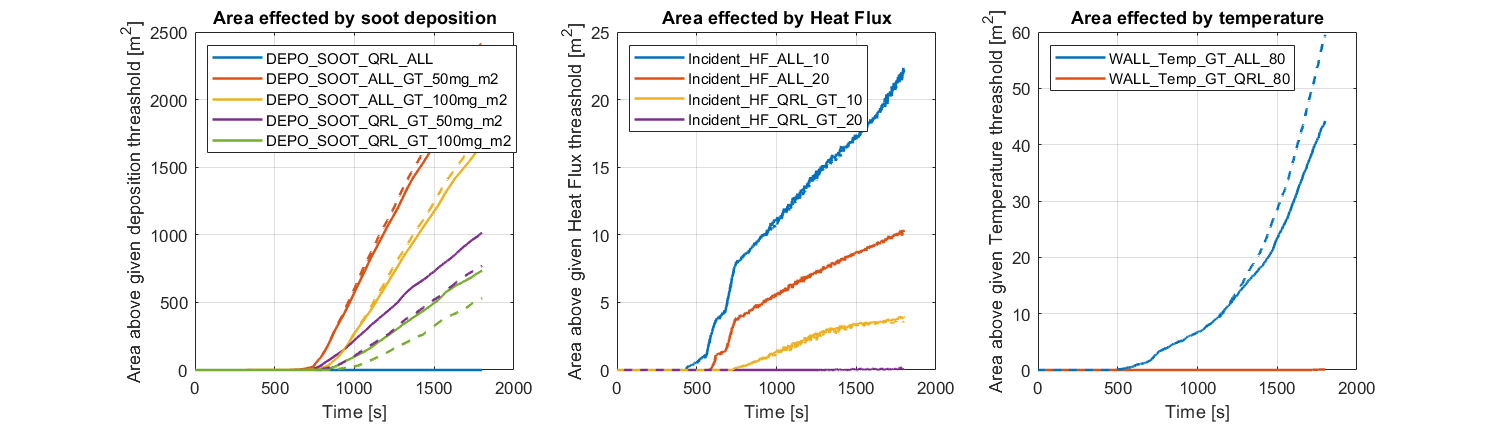 Area effected by soot deposition
Area above given deposition threashold [m2]
2500
2000
1500
1000
500
0
DEPO_SOOT_QRL_ALL
DEPO_SOOT_ALL_GT_50mg_m2
DEPO_SOOT_ALL_GT_100mg_m2
DEPO_SOOT_QRL_GT_50mg_m2
DEPO_SOOT_QRL_GT_100mg_m2
0 500 1000 1500 2000
Time [s]
Area effected by Heat Flux
Area above given Heat Flux threashold [m2]
25
20
15
10
5
0
Incident_HF_ALL_10
Incident_HF_ALL_20
Incident_HF_QRL_GT_10
Incident_HF_QRL_GT_20
0 500 1000 1500 2000
Time [s]
Area effected by temperature
Area above given Temperature threashold [m2]
60
50
40
30
20
10
0
WALL_Temp_GT_ALL_80
WALL_Temp_GT_QRL_80
0 500 1000 1500 2000
Time [s]